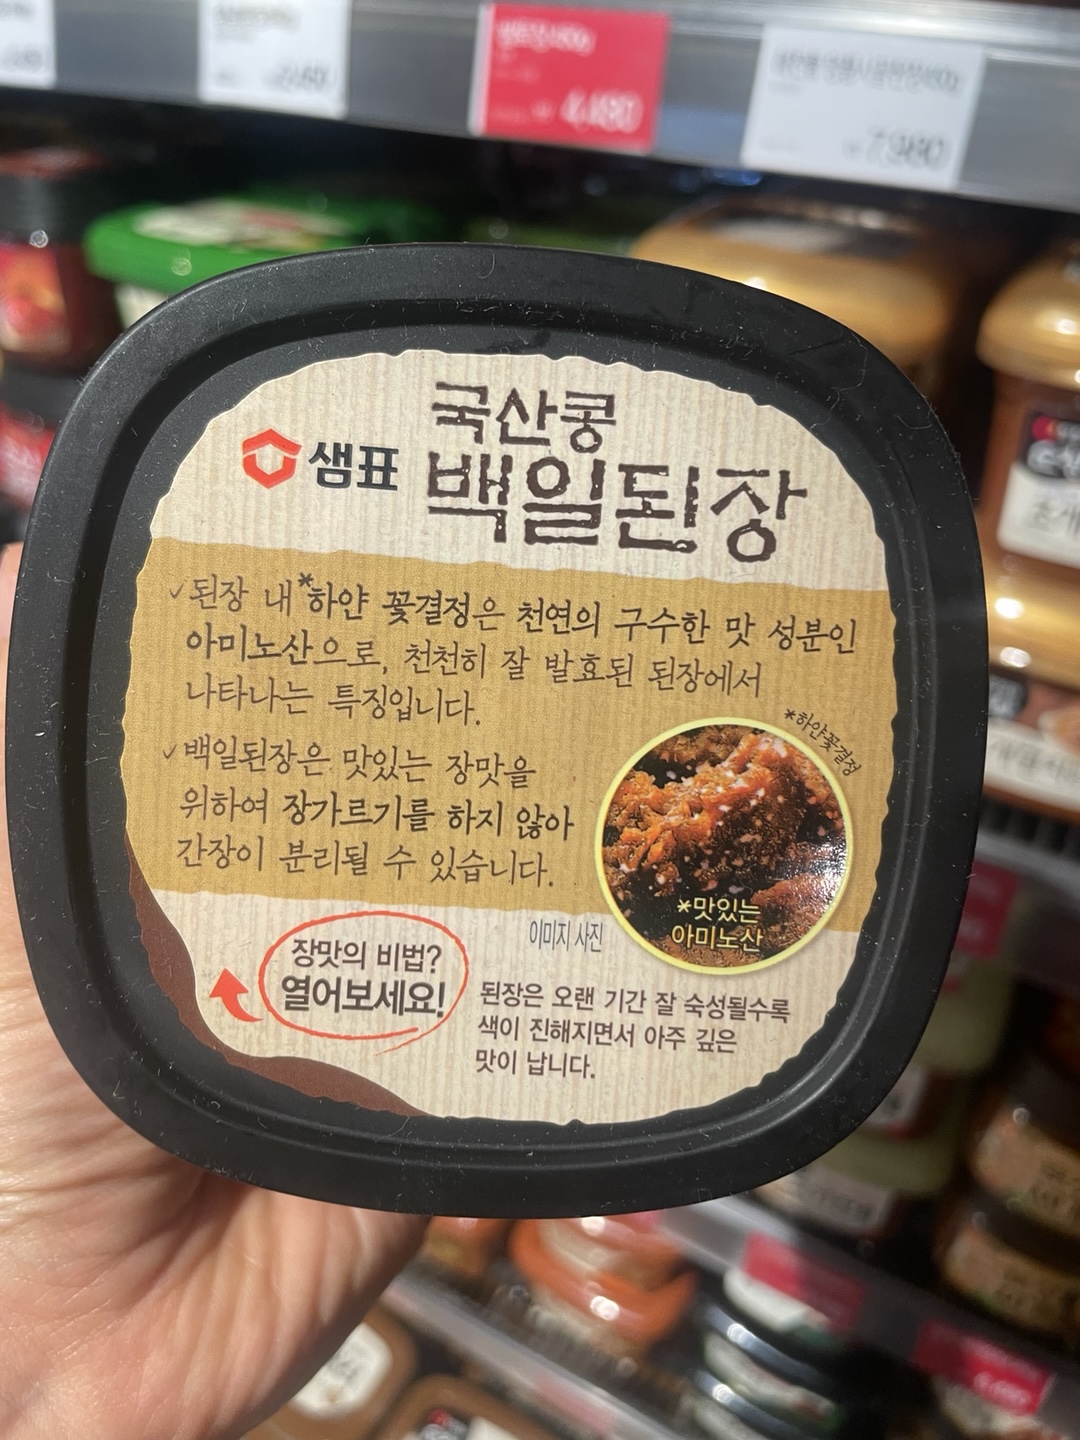 4,480
7,980
샘표
국산콩
백일된장
✓된장 내 *하얀 꽃결정은 천연의 구수한 맛 성분인
아미노산으로, 천천히 잘 발효된 된장에서
나타나는 특징입니다.
✓백일된장은 맛있는 장맛을
위하여 장가르기를 하지 않아
간장이 분리될 수 있습니다.
*하얀꽃결정
*맛있는
아미노산
이미지 사진
장맛의 비법?
열어보세요!
된장은 오랜 기간 잘 숙성될수록
색이 진해지면서 아주 깊은
맛이 납니다.